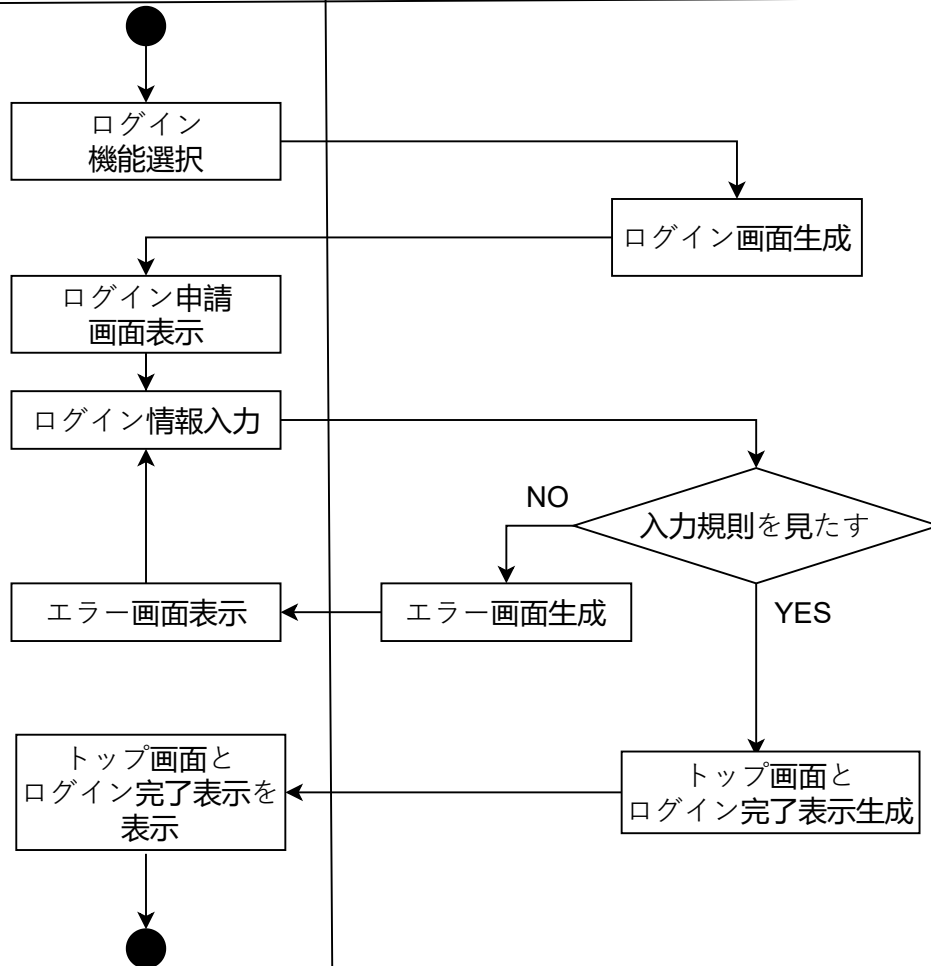 ログイン
機能選択
ログイン画面生成
ログイン申請
画面表示
ログイン情報入力
NO
入力規則を見たす
エラー画面表示
エラー画面生成
YES
トップ画面と
ログイン完了表示を
表示
トップ画面と
ログイン完了表示生成